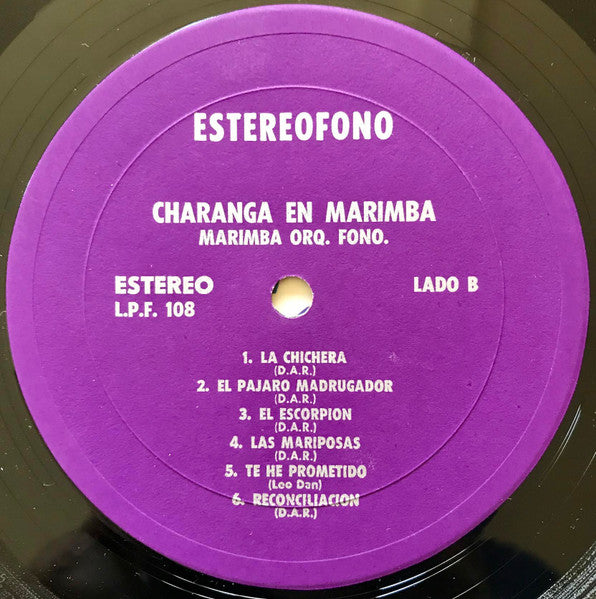 ESTEREOFONO
CHARANGA EN MARIMBA
MARIMBA ORQ. FONO.
ESTEREO
L.P.F. 108
LADO B
1. LA CHICHERA
(D.A.R.)
2. EL PAJARO MADRUGADOR
(D.A.R.)
3. EL ESCORPION
(D.A.R.)
4. LAS MARIPOSAS
(D.A.R.)
5. TE HE PROMETIDO
(Leo Dan)
6. RECONCILIACION
(D.A.R.)